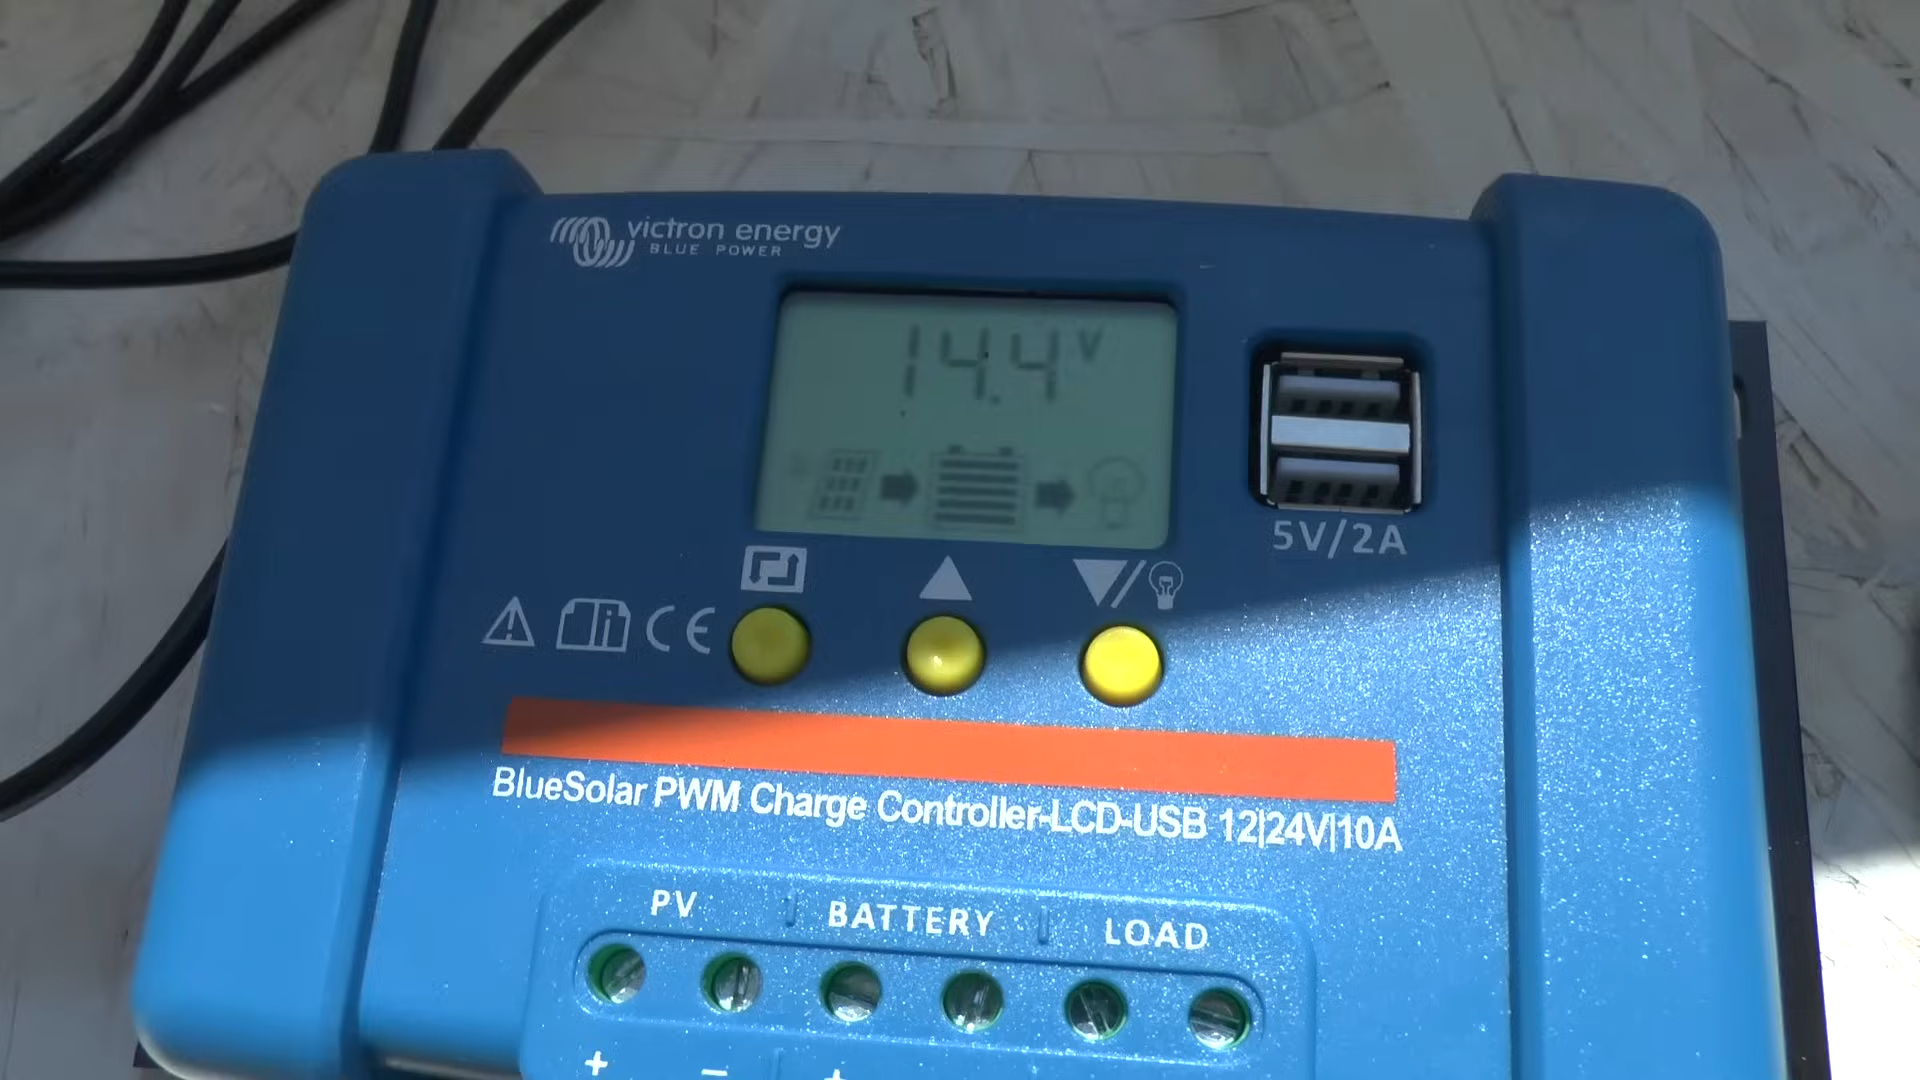 victron energy
BLUE POWER
14.4 V
5V/2A
CE
BlueSolar PWM Charge Controller-LCD-USB 12|24V|10A
PV | BATTERY | LOAD
+ − +